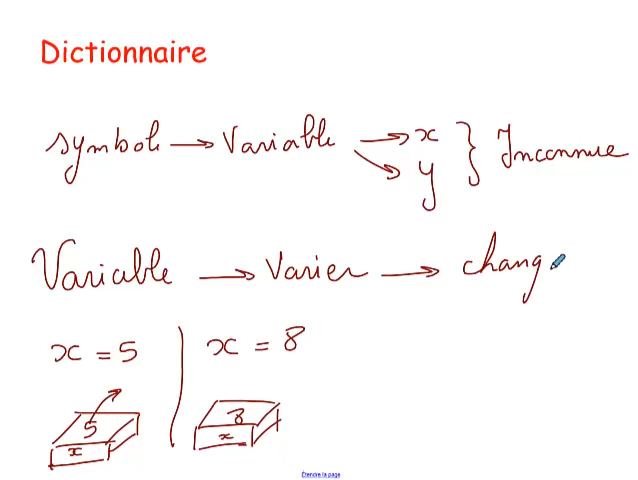 Dictionnaire
symbole → Variable → x } Inconnue
→ y
Variable → Varier → chang
x = 5 | x = 8
5 8
x x
Étendre la page